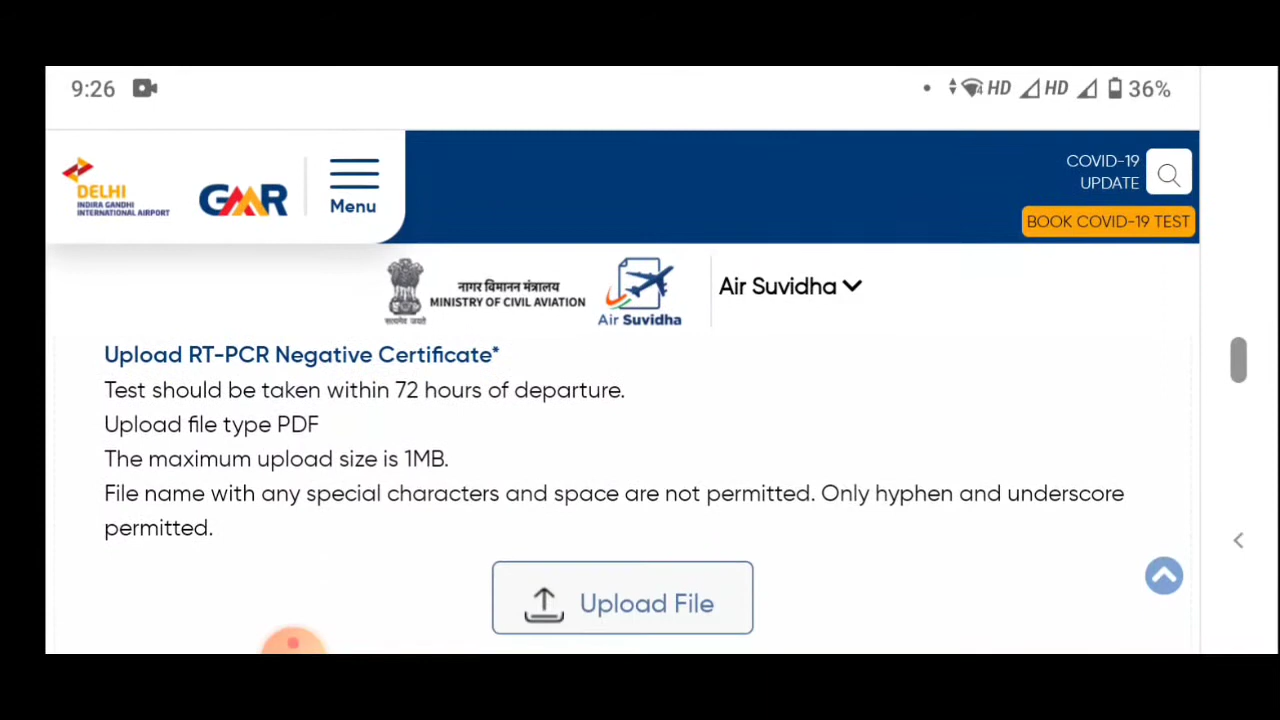 9:26
HD HD 36%
DELHI
INDIRA GANDHI
INTERNATIONAL AIRPORT
GMR
Menu
COVID-19
UPDATE
BOOK COVID-19 TEST
नागर विमानन मंत्रालय
MINISTRY OF CIVIL AVIATION
सत्यमेव जयते
Air Suvidha
Air Suvidha
Upload RT-PCR Negative Certificate*
Test should be taken within 72 hours of departure.
Upload file type PDF
The maximum upload size is 1MB.
File name with any special characters and space are not permitted. Only hyphen and underscore
permitted.
Upload File